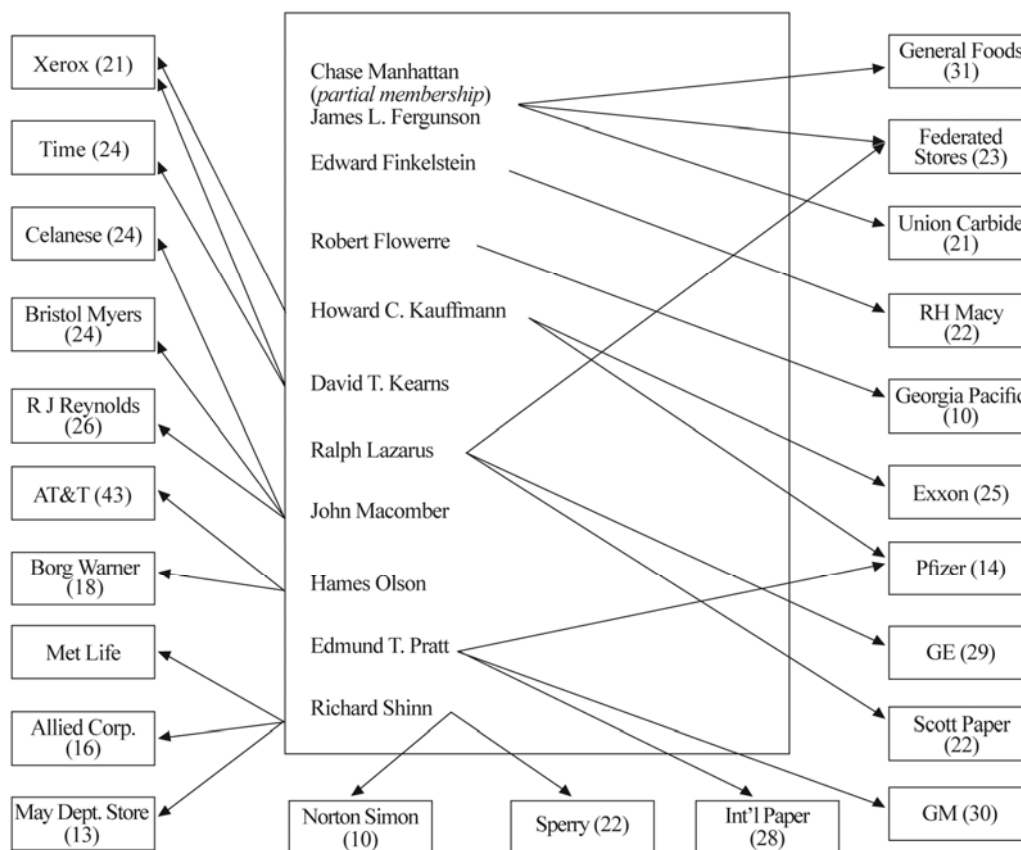 Xerox (21)
Time (24)
Celanese (24)
Bristol Myers
(24)
R J Reynolds
(26)
AT&T (43)
Borg Warner
(18)
Met Life
Allied Corp.
(16)
May Dept. Store
(13)
Chase Manhattan
(partial membership)
James L. Fergunson
Edward Finkelstein
Robert Flowerre
Howard C. Kauffmann
David T. Kearns
Ralph Lazarus
John Macomber
Hames Olson
Edmund T. Pratt
Richard Shinn
General Foods
(31)
Federated
Stores (23)
Union Carbide
(21)
RH Macy
(22)
Georgia Pacific
(10)
Exxon (25)
Pfizer (14)
GE (29)
Scott Paper
(22)
GM (30)
Norton Simon
(10)
Sperry (22)
Int'l Paper
(28)